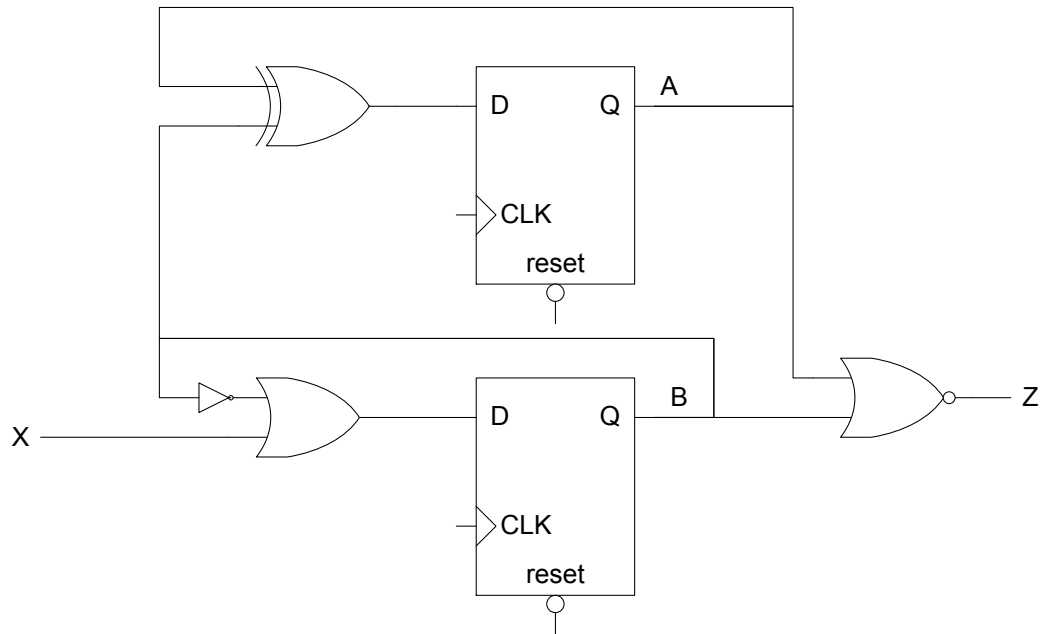 D Q A
CLK
reset
D Q B
Z
X
CLK
reset